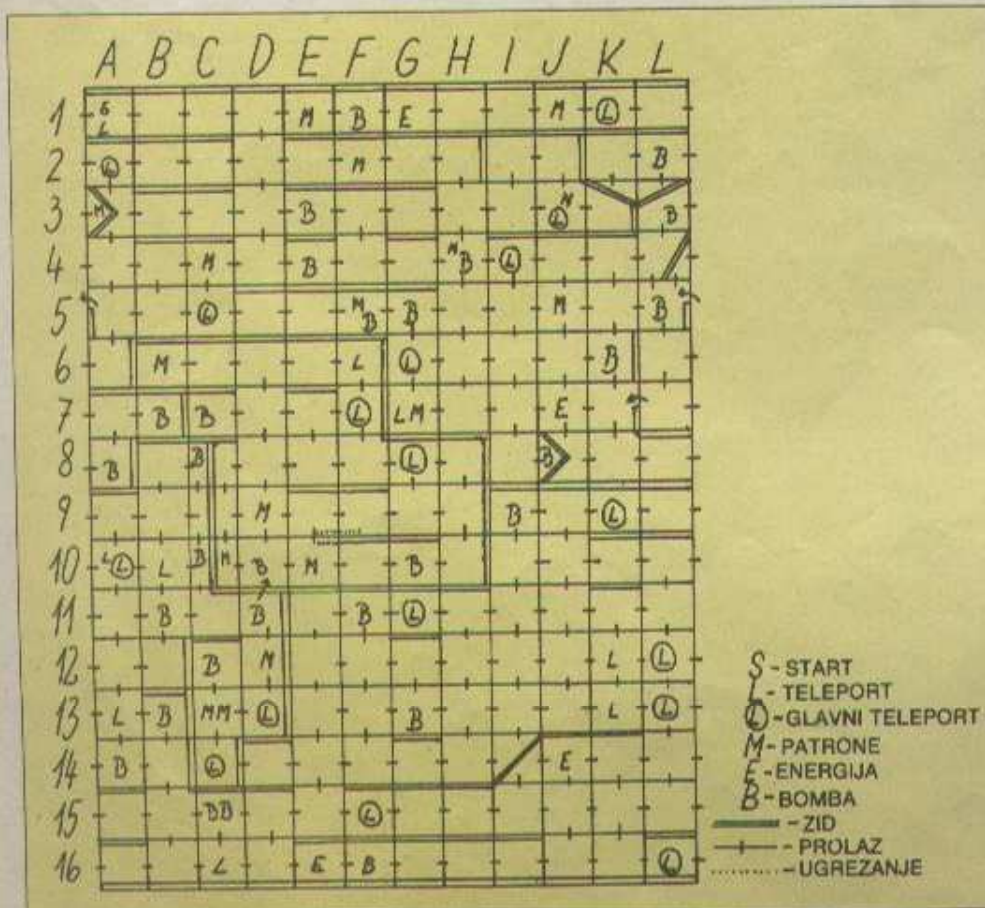 A B C D E F G H I J K L
1 S L M B E M L
2 L M B
3 M B L M B
4 M B M B L
5 L M B B M B
6 M L L B
7 B B L L M E
8 B B L B
9 M B L
10 L L L B M B M B
11 B B B L
12 B M L L
13 L B M M L B L L
14 B L E
15 B B L
16 L E B L
S - START
L - TELEPORT
L - GLAVNI TELEPORT
M - PATRONE
E - ENERGIJA
B - BOMBA
- ZID
- PROLAZ
- UGREZANJE